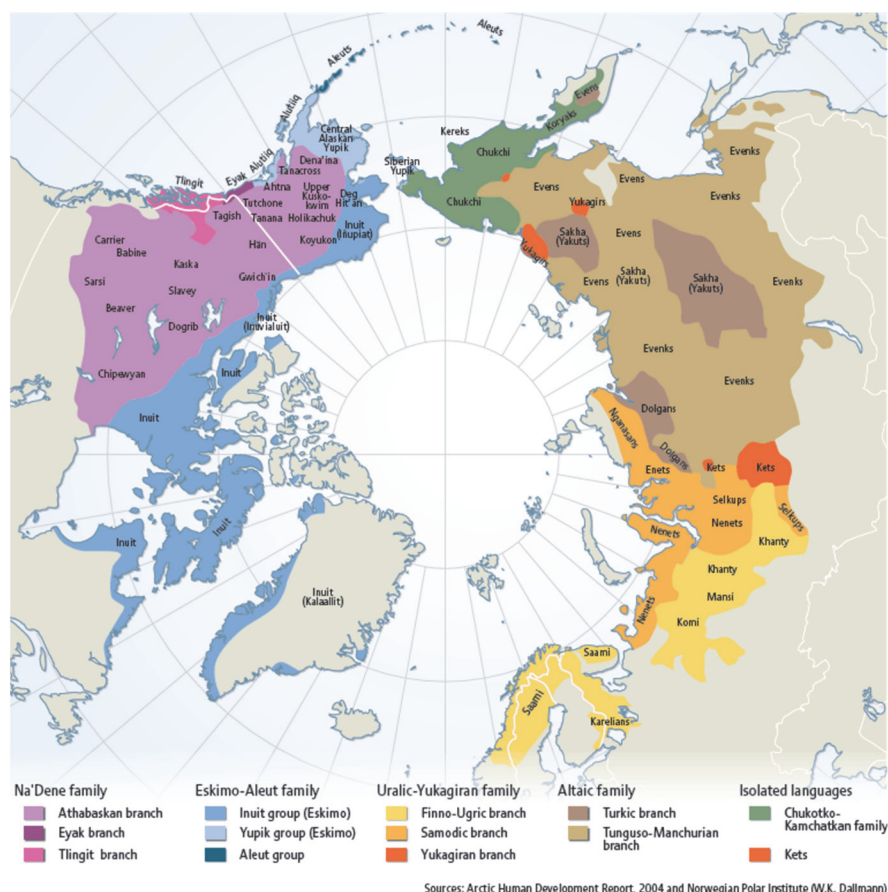 Aleuts
Aleuts
Alutiiq
Central
Alaskan
Yupik
Evens
Koryaks
Kereks
Chukchi
Siberian
Yupik
Chukchi
Tlingit
Eyak
Alutiiq
Dena'ina
Tanacross
Ahtna
Upper
Kusko-
kwim
Deg
Hit'an
Tutchone
Tagish
Tanana
Holikachuk
Inuit
(Inupiat)
Hän
Koyukon
Carrier
Babine
Kaska
Gwich'in
Sarsi
Slavey
Beaver
Dogrib
Inuit
(Inuvialuit)
Chipewyan
Inuit
Inuit
Inuit
Inuit
Inuit
(Kalaallit)
Evens
Evens
Yukagirs
Evenks
Evenks
Yukagirs
Sakha
(Yakuts)
Evens
Evens
Sakha
(Yakuts)
Sakha
(Yakuts)
Evenks
Evenks
Evenks
Dolgans
Nganasans
Dolgans
Enets
Kets
Kets
Selkups
Selkups
Nenets
Nenets
Khanty
Khanty
Mansi
Nenets
Komi
Saami
Saami
Karelians
Na'Dene family
Athabaskan branch
Eyak branch
Tlingit branch
Eskimo-Aleut family
Inuit group (Eskimo)
Yupik group (Eskimo)
Aleut group
Uralic-Yukagiran family
Finno-Ugric branch
Samodic branch
Yukagiran branch
Altaic family
Turkic branch
Tunguso-Manchurian
branch
Isolated languages
Chukotko-
Kamchatkan family
Kets
Sources: Arctic Human Development Report, 2004 and Norwegian Polar Institute (W.K. Dallmann)